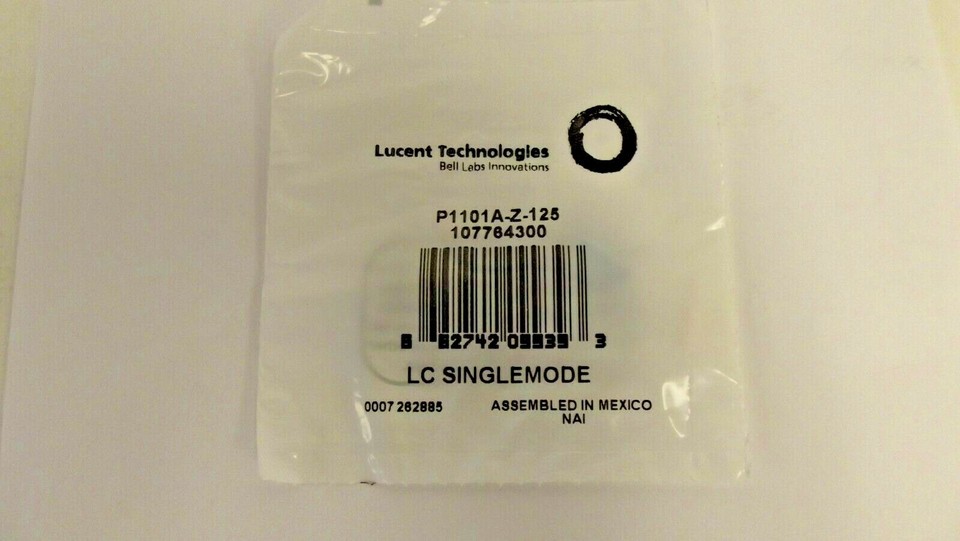 Lucent Technologies
Bell Labs Innovations
P1101A-Z-125
107764300
LC SINGLEMODE
0007 262885 ASSEMBLED IN MEXICO
NAI